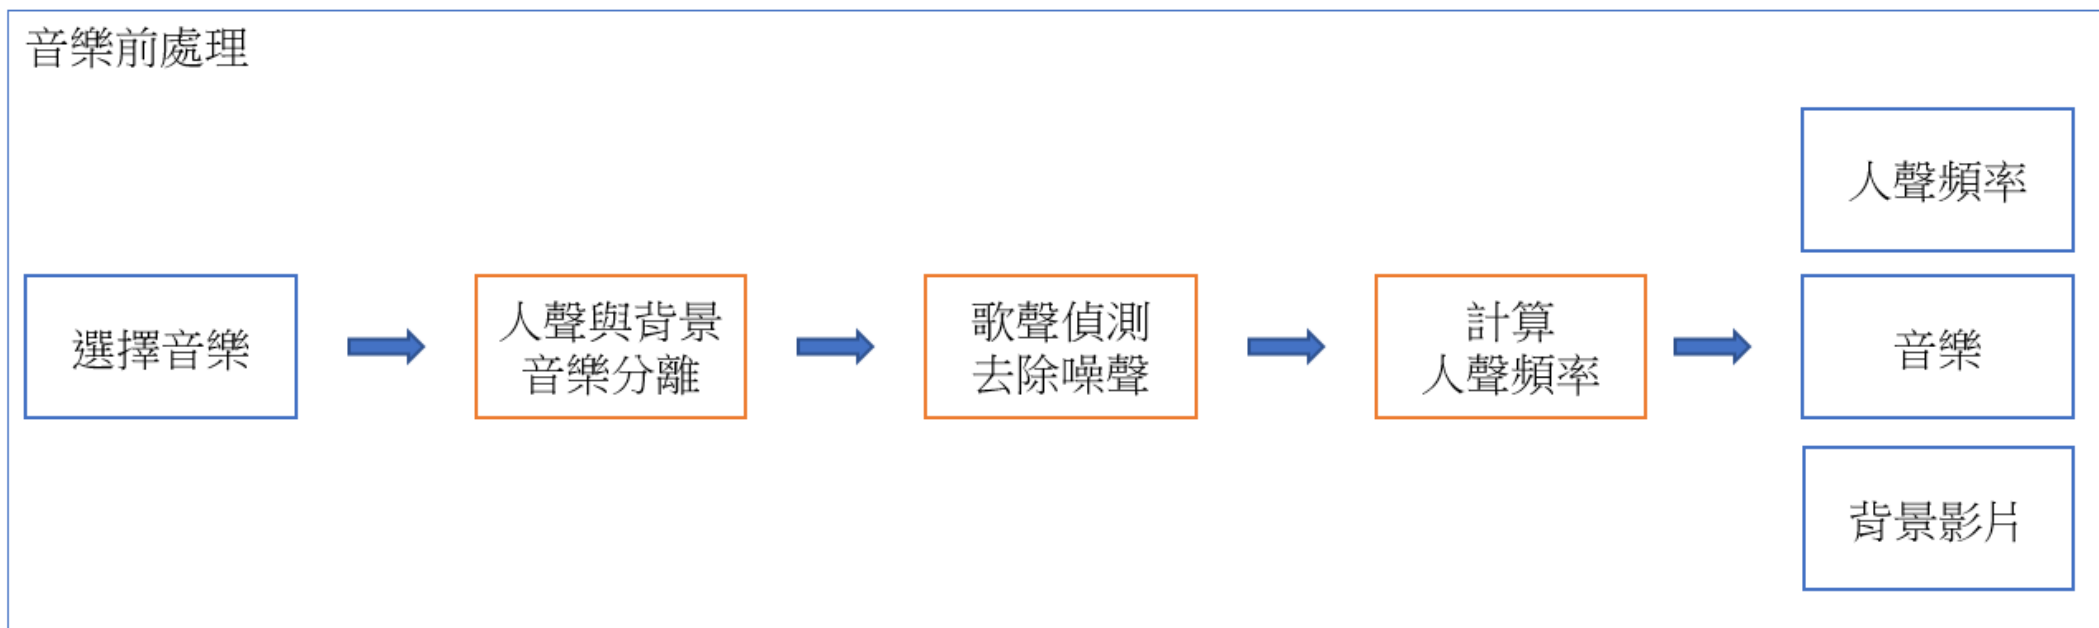 音樂前處理
選擇音樂
人聲與背景
音樂分離
歌聲偵測
去除噪聲
計算
人聲頻率
人聲頻率
音樂
背景影片